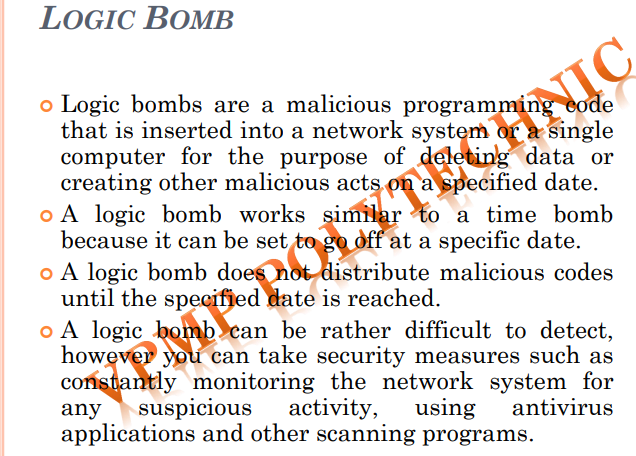 LOGIC BOMB
Logic bombs are a malicious programming code
that is inserted into a network system or a single
computer for the purpose of deleting data or
creating other malicious acts on a specified date.
A logic bomb works similar to a time bomb
because it can be set to go off at a specific date.
A logic bomb does not distribute malicious codes
until the specified date is reached.
A logic bomb can be rather difficult to detect,
however you can take security measures such as
constantly monitoring the network system for
any suspicious activity, using antivirus
applications and other scanning programs.
VPMP POLYTECHNIC